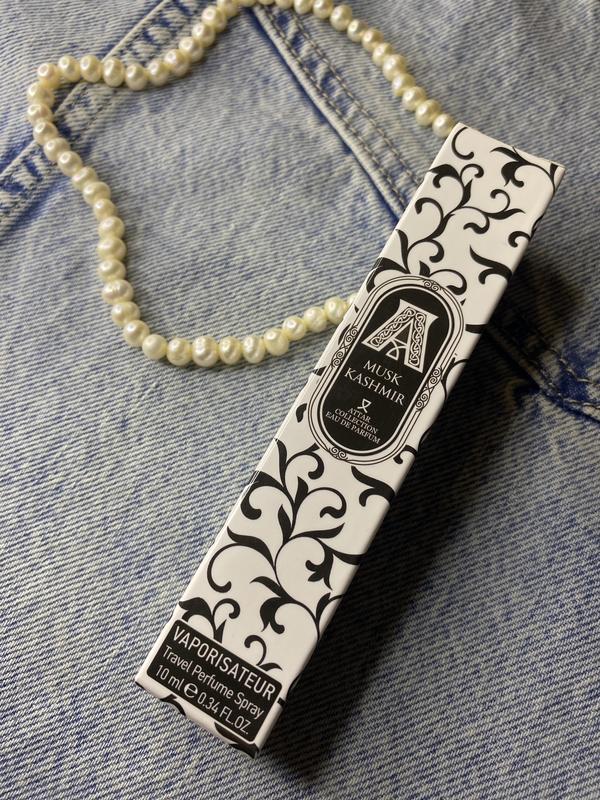 A
MUSK
KASHMIR
ATTAR
COLLECTION
EAU DE PARFUM
VAPORISATEUR
Travel Perfume Spray
10 ml ℮ 0.34 FL.OZ.